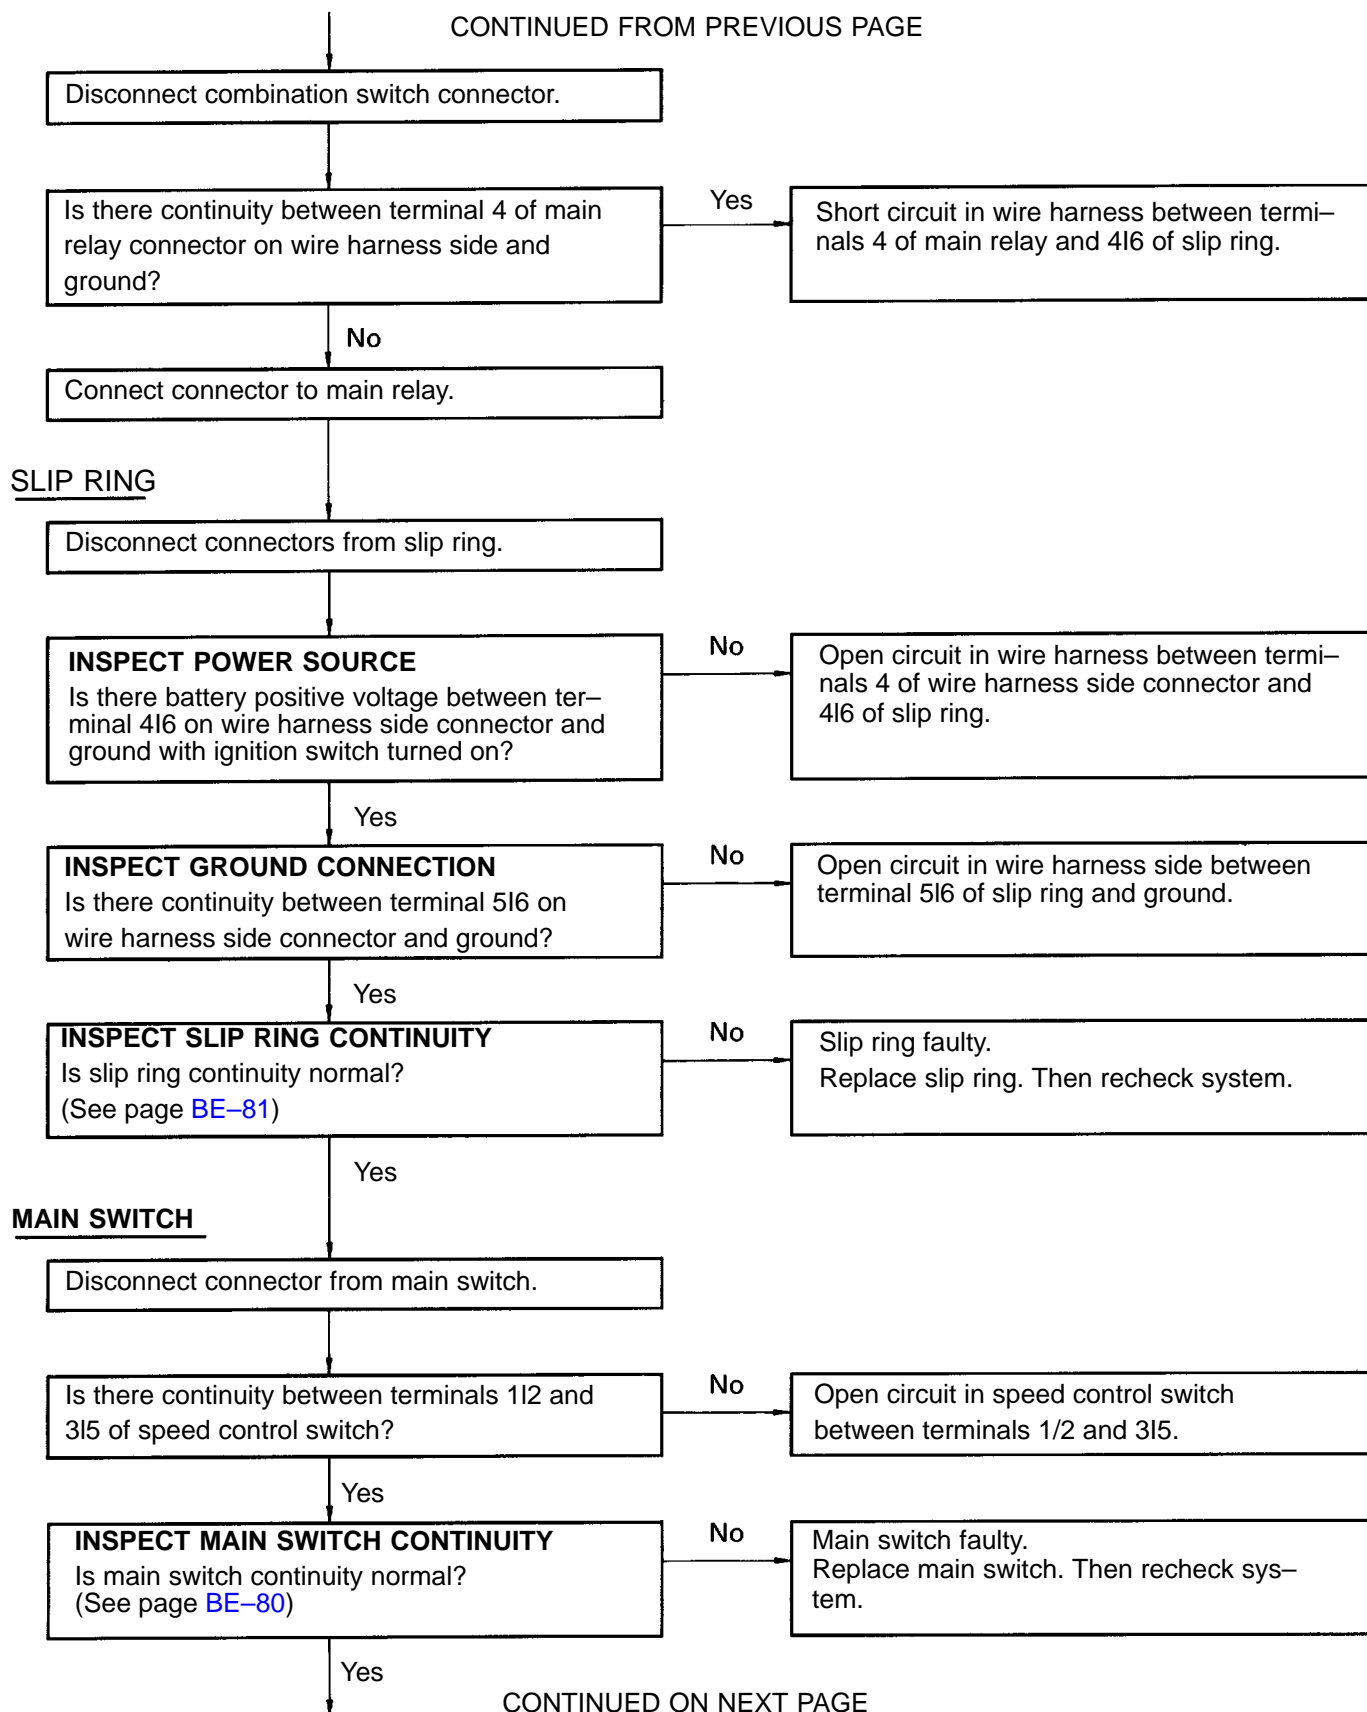 CONTINUED FROM PREVIOUS PAGE
Disconnect combination switch connector.
Is there continuity between terminal 4 of main
relay connector on wire harness side and
ground?
Yes
Short circuit in wire harness between termi–
nals 4 of main relay and 4I6 of slip ring.
No
Connect connector to main relay.
SLIP RING
Disconnect connectors from slip ring.
INSPECT POWER SOURCE
Is there battery positive voltage between ter–
minal 4I6 on wire harness side connector and
ground with ignition switch turned on?
No
Open circuit in wire harness between termi–
nals 4 of wire harness side connector and
4I6 of slip ring.
Yes
INSPECT GROUND CONNECTION
Is there continuity between terminal 5I6 on
wire harness side connector and ground?
No
Open circuit in wire harness side between
terminal 5I6 of slip ring and ground.
Yes
INSPECT SLIP RING CONTINUITY
Is slip ring continuity normal?
(See page BE–81)
No
Slip ring faulty.
Replace slip ring. Then recheck system.
Yes
MAIN SWITCH
Disconnect connector from main switch.
Is there continuity between terminals 1I2 and
3I5 of speed control switch?
No
Open circuit in speed control switch
between terminals 1/2 and 3I5.
Yes
INSPECT MAIN SWITCH CONTINUITY
Is main switch continuity normal?
(See page BE–80)
No
Main switch faulty.
Replace main switch. Then recheck sys–
tem.
Yes
CONTINUED ON NEXT PAGE